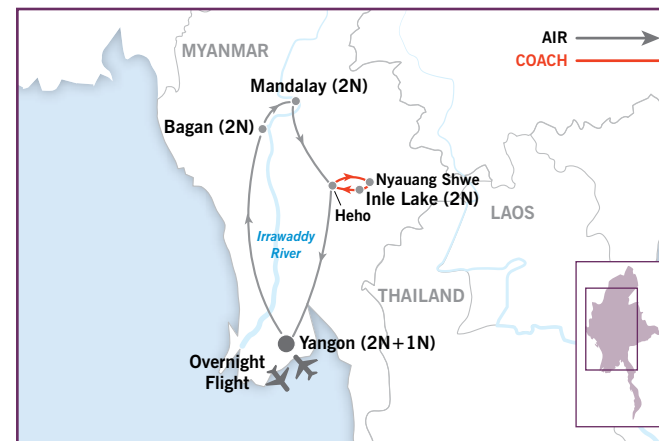 MYANMAR
AIR
COACH
Mandalay (2N)
Bagan (2N)
Nyauang Shwe
Inle Lake (2N)
Heho
LAOS
Irrawaddy
River
THAILAND
Yangon (2N+1N)
Overnight
Flight